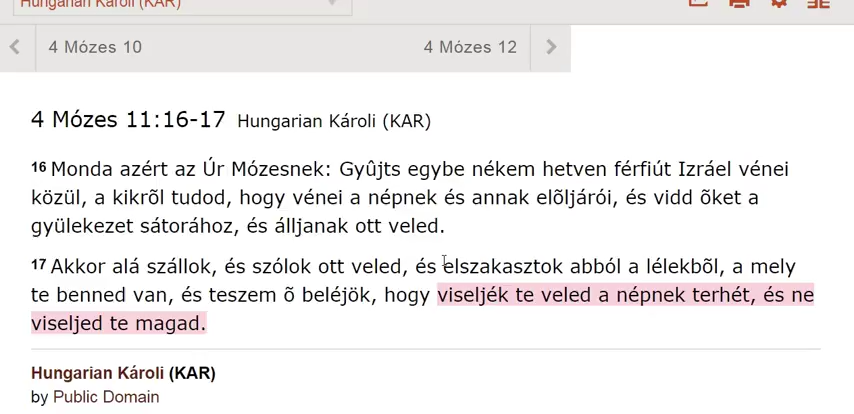 Hungarian Károli (KAR)
4 Mózes 10
4 Mózes 12
4 Mózes 11:16-17 Hungarian Károli (KAR)
16 Monda azért az Úr Mózesnek: Gyûjts egybe nékem hetven férfiút Izráel vénei
közül, a kikrõl tudod, hogy vénei a népnek és annak elõljárói, és vidd õket a
gyülekezet sátorához, és álljanak ott veled.
17 Akkor alá szállok, és szólok ott veled, és elszakasztok abból a lélekbõl, a mely
te benned van, és teszem õ beléjök, hogy viseljék te veled a népnek terhét, és ne
viseljed te magad.
Hungarian Károli (KAR)
by Public Domain